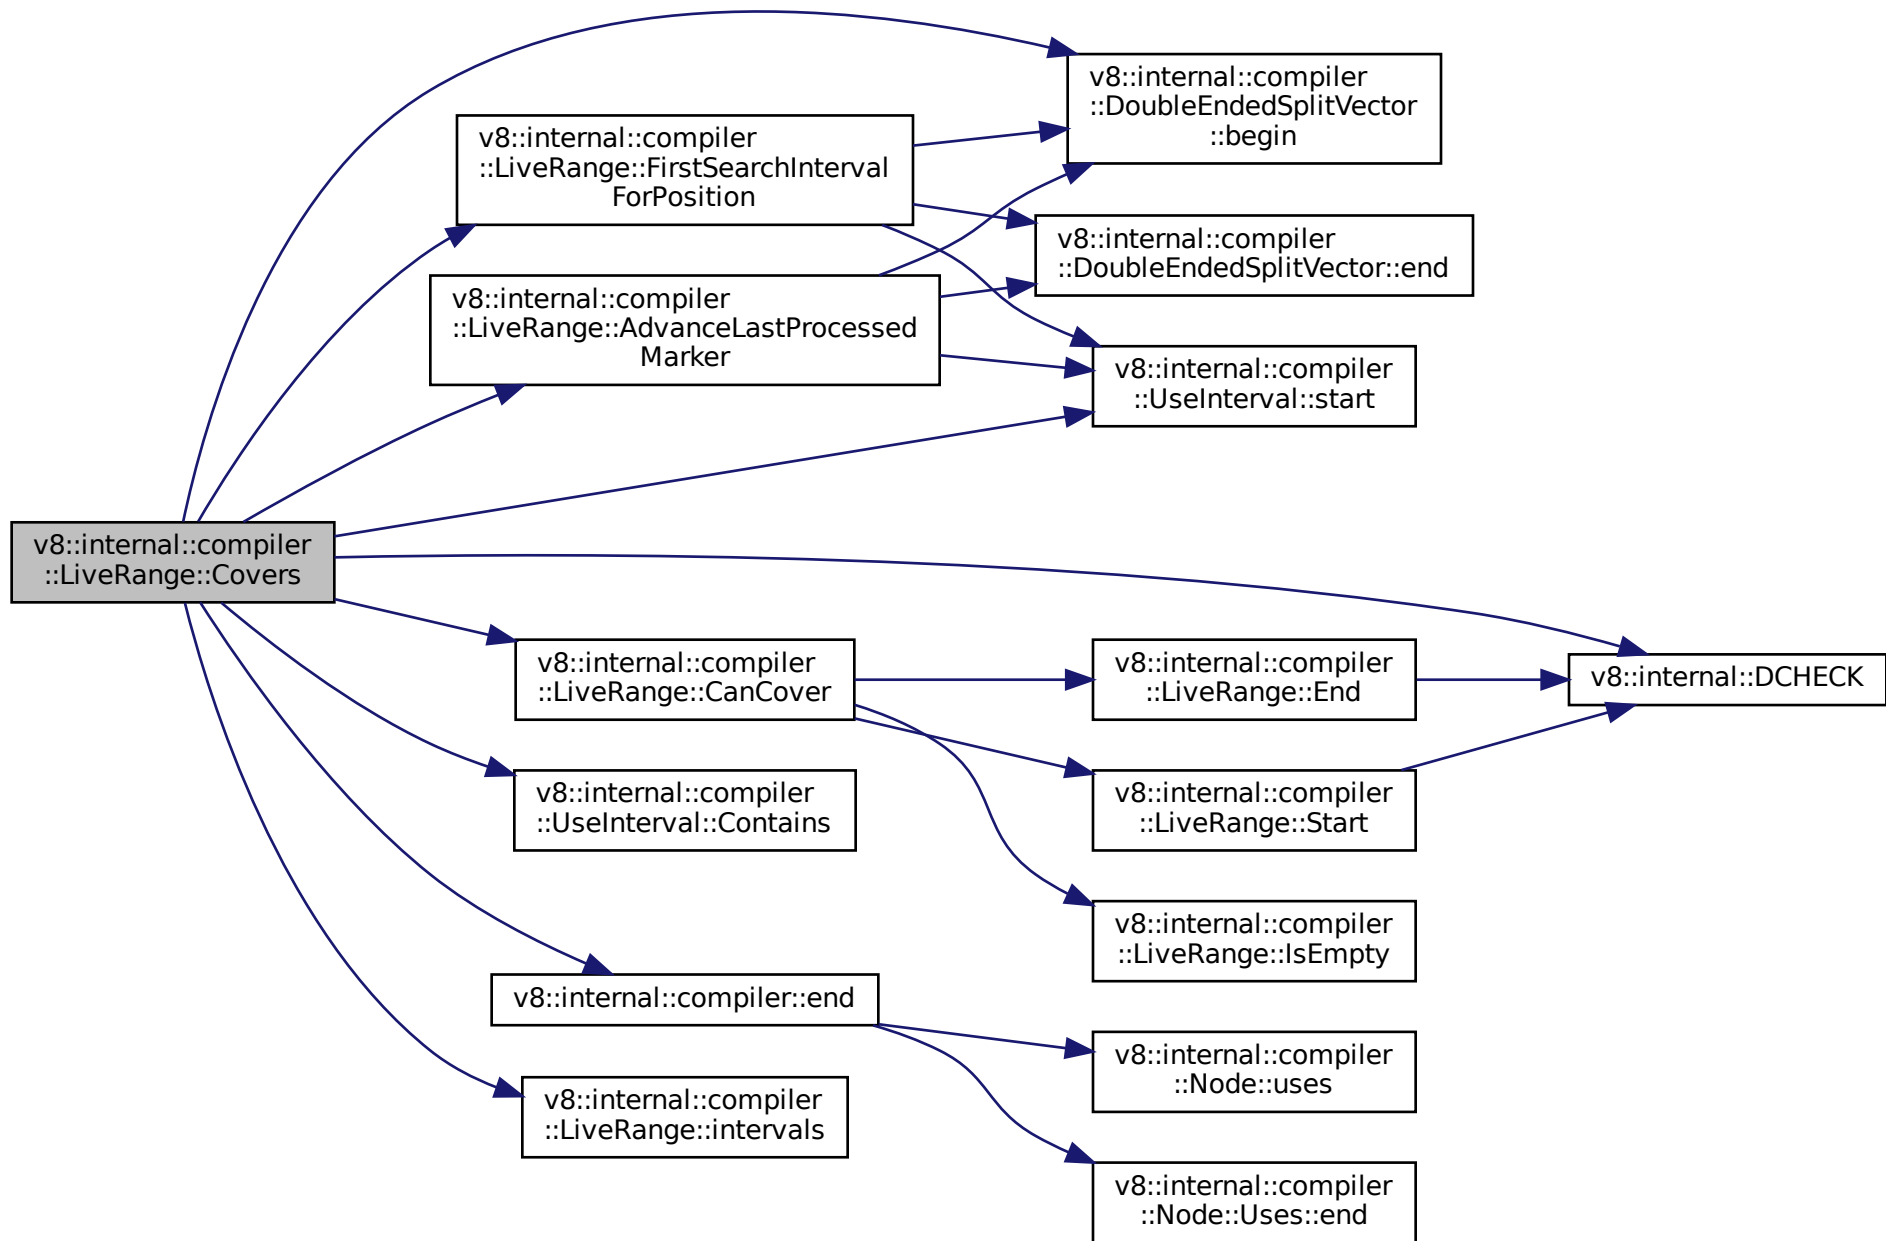 v8::internal::compiler
::DoubleEndedSplitVector
::begin
v8::internal::compiler
::LiveRange::FirstSearchInterval
ForPosition
v8::internal::compiler
::DoubleEndedSplitVector::end
v8::internal::compiler
::LiveRange::AdvanceLastProcessed
Marker
v8::internal::compiler
::UseInterval::start
v8::internal::compiler
::LiveRange::Covers
v8::internal::compiler
::LiveRange::CanCover
v8::internal::compiler
::LiveRange::End
v8::internal::DCHECK
v8::internal::compiler
::UseInterval::Contains
v8::internal::compiler
::LiveRange::Start
v8::internal::compiler
::LiveRange::IsEmpty
v8::internal::compiler::end
v8::internal::compiler
::Node::uses
v8::internal::compiler
::LiveRange::intervals
v8::internal::compiler
::Node::Uses::end